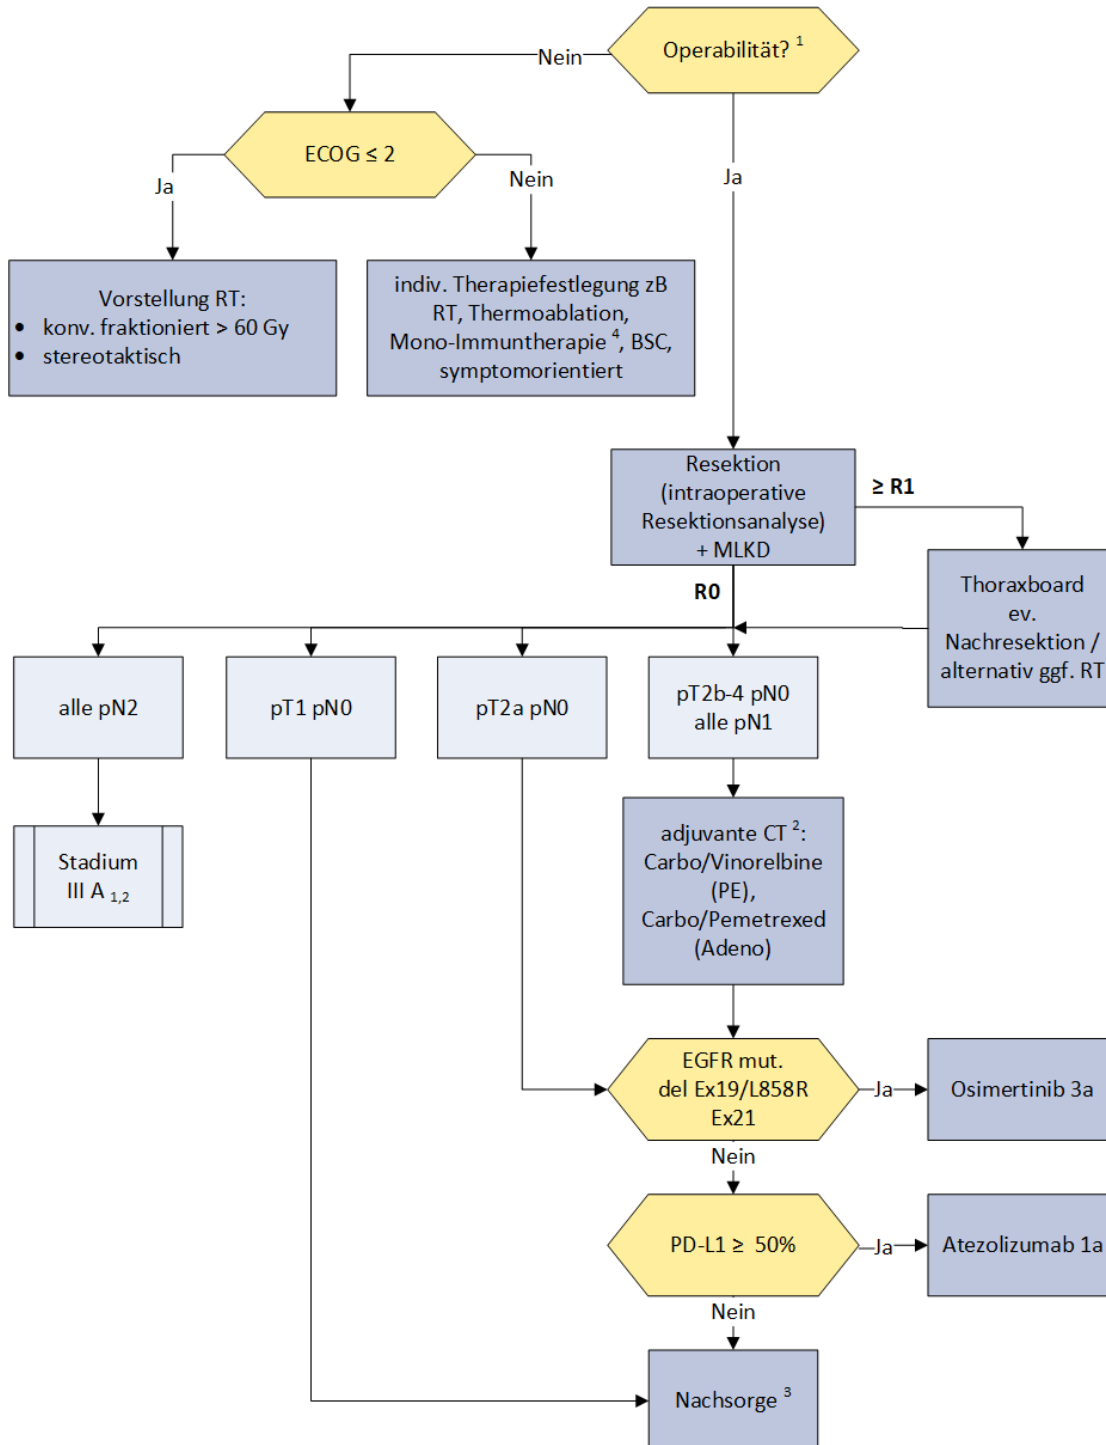 Operabilität? 1
Nein
ECOG ≤ 2
Ja
Nein
Ja
Vorstellung RT:
• konv. fraktioniert > 60 Gy
• stereotaktisch
indiv. Therapiefestlegung zB
RT, Thermoablation,
Mono-Immuntherapie 4, BSC,
symptomorientiert
Resektion
(intraoperative
Resektionsanalyse)
+ MLKD
≥ R1
R0
Thoraxboard
ev.
Nachresektion /
alternativ ggf. RT
alle pN2
pT1 pN0
pT2a pN0
pT2b-4 pN0
alle pN1
Stadium
III A 1,2
adjuvante CT 2:
Carbo/Vinorelbine
(PE),
Carbo/Pemetrexed
(Adeno)
EGFR mut.
del Ex19/L858R
Ex21
Ja
Osimertinib 3a
Nein
PD-L1 ≥ 50%
Ja
Atezolizumab 1a
Nein
Nachsorge 3